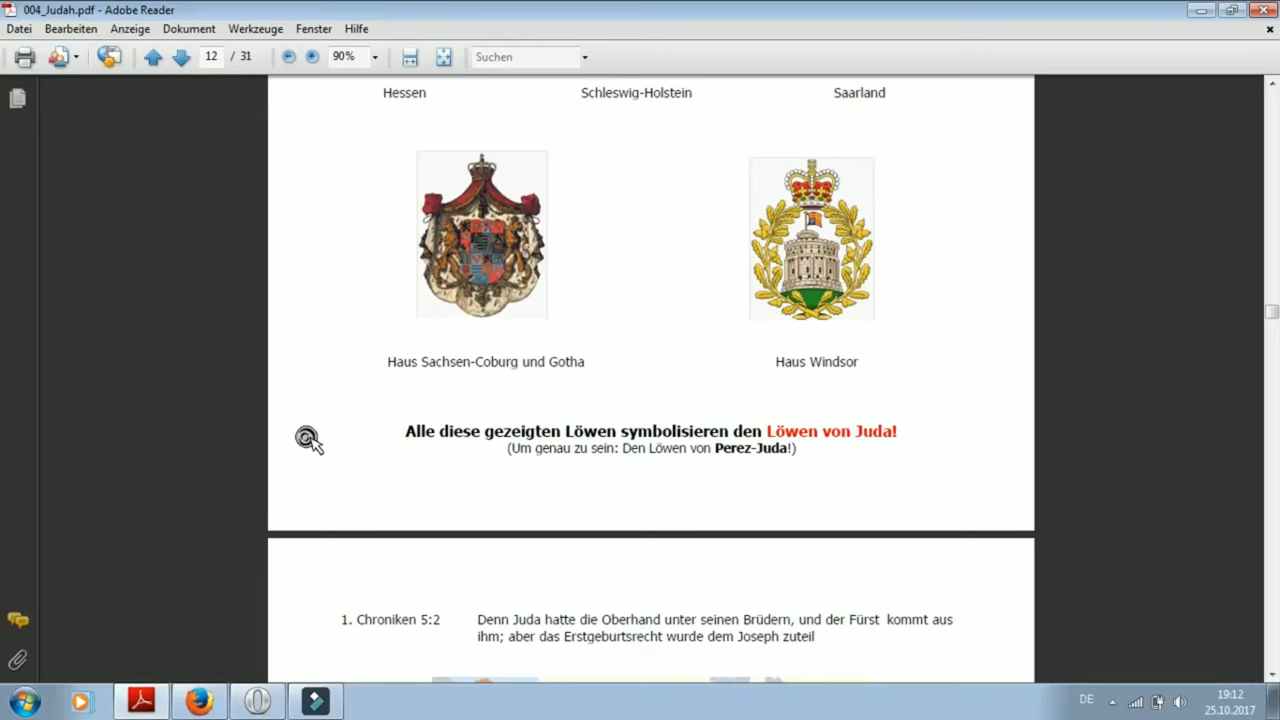 004_Judah.pdf - Adobe Reader
Datei Bearbeiten Anzeige Dokument Werkzeuge Fenster Hilfe
12 / 31 90% Suchen
Hessen Schleswig-Holstein Saarland
Haus Sachsen-Coburg und Gotha Haus Windsor
Alle diese gezeigten Löwen symbolisieren den Löwen von Juda!
(Um genau zu sein: Den Löwen von Perez-Juda!)
1. Chroniken 5:2 Denn Juda hatte die Oberhand unter seinen Brüdern, und der Fürst kommt aus
ihm; aber das Erstgeburtsrecht wurde dem Joseph zuteil
DE 19:12
25.10.2017